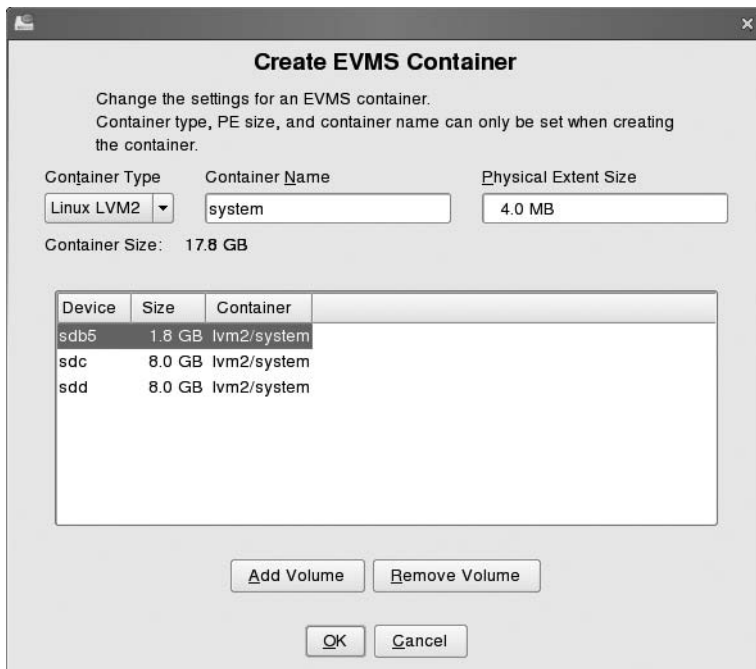 Create EVMS Container
Change the settings for an EVMS container.
Container type, PE size, and container name can only be set when creating
the container.
Container Type Container Name Physical Extent Size
Linux LVM2 system 4.0 MB
Container Size: 17.8 GB
Device Size Container
sdb5 1.8 GB lvm2/system
sdc 8.0 GB lvm2/system
sdd 8.0 GB lvm2/system
Add Volume Remove Volume
OK Cancel